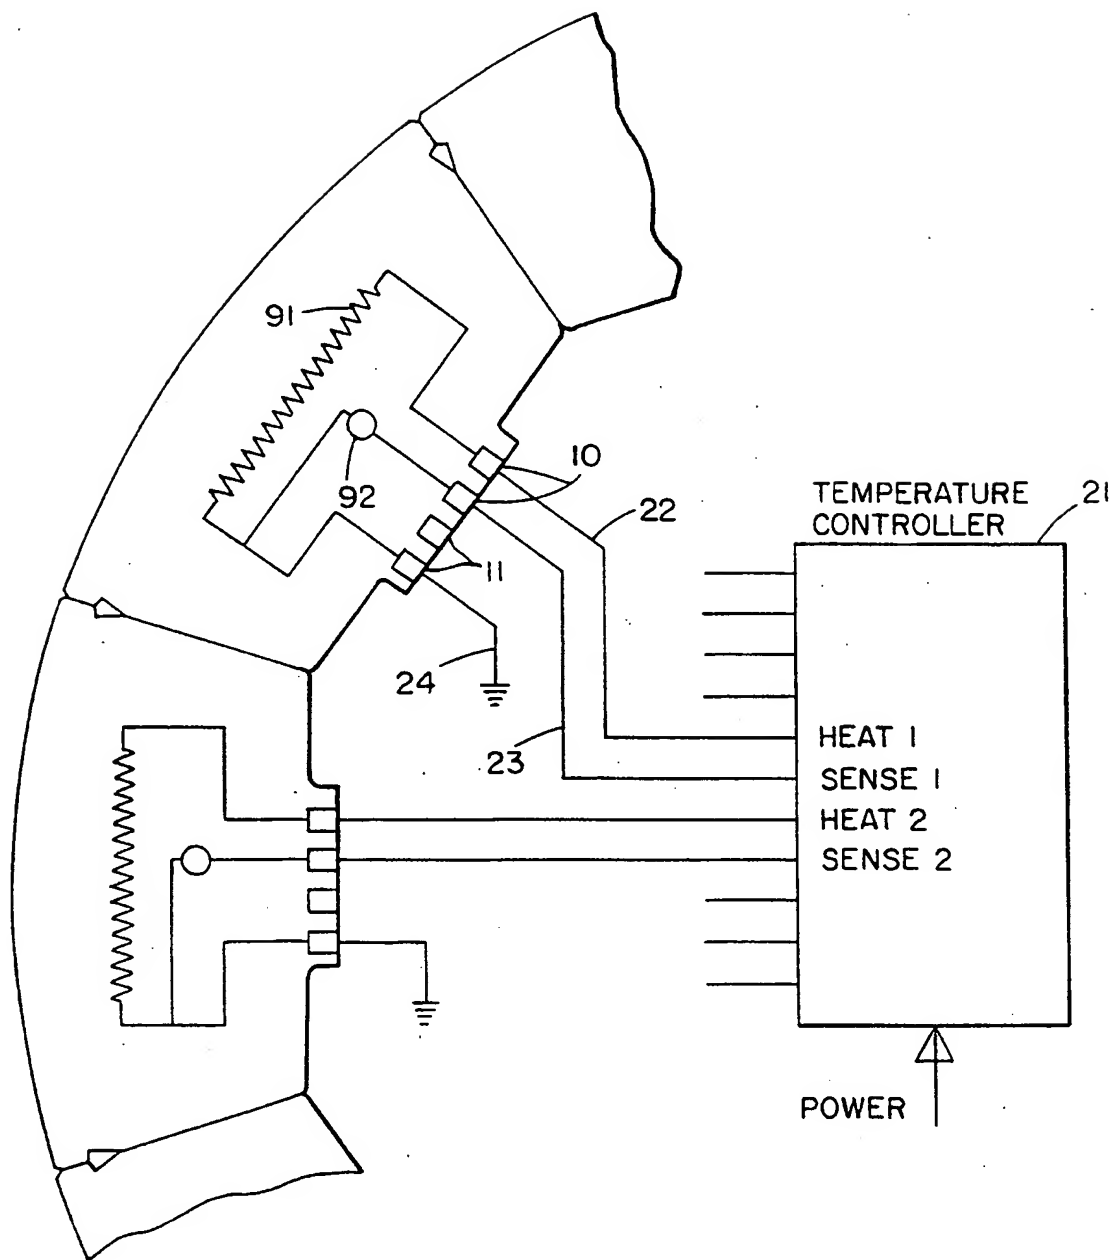 91
92
10
11
22
TEMPERATURE
CONTROLLER
21
24
23
HEAT 1
SENSE 1
HEAT 2
SENSE 2
POWER